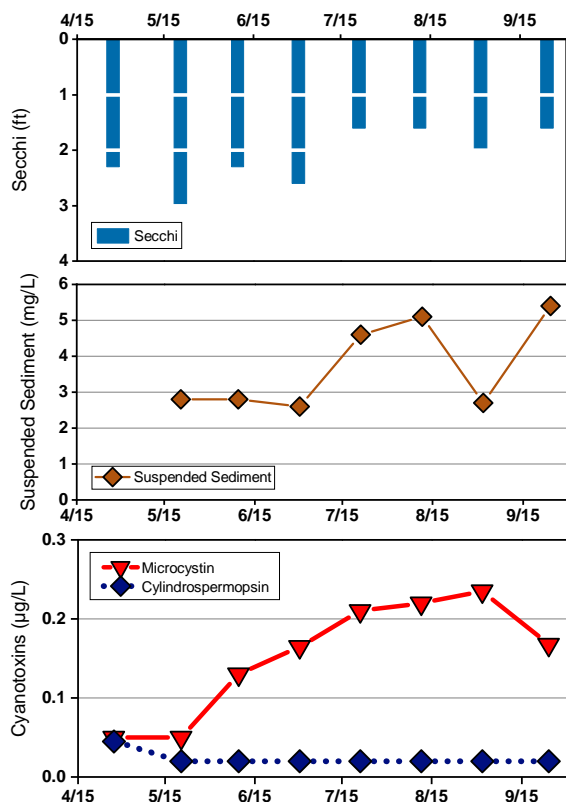 4/15 5/15 6/15 7/15 8/15 9/15
0
1
2
3
4
Secchi (ft)
Secchi
6
5
4
3
2
1
0
Suspended Sediment (mg/L)
Suspended Sediment
4/15 5/15 6/15 7/15 8/15 9/15
0.3
0.2
0.1
0.0
Cyanotoxins (µg/L)
Microcystin
Cylindrospermopsin
4/15 5/15 6/15 7/15 8/15 9/15